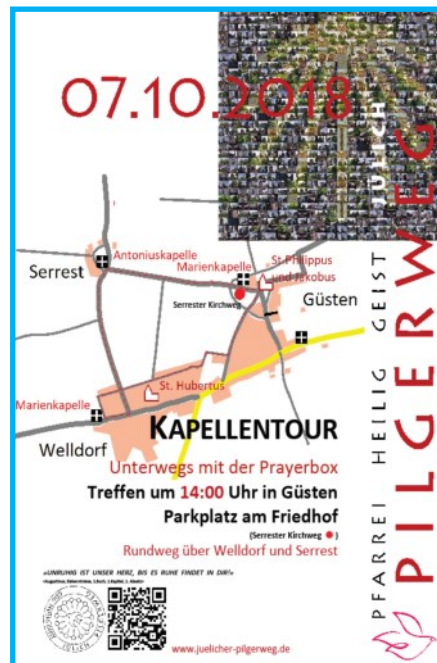 07.10.2018
JÜLICH
PILGERWEG
PFARREI HEILIG GEIST
Antoniuskapelle
Serrest
Marienkapelle
St. Philippus
und Jakobus
Serrester Kirchweg
Güsten
St. Hubertus
Marienkapelle
Welldorf
KAPELLENTOUR
Unterwegs mit der Prayerbox
Treffen um 14:00 Uhr in Güsten
Parkplatz am Friedhof
(Serrester Kirchweg ● )
Rundweg über Welldorf und Serrest
»UNRUHIG IST UNSER HERZ, BIS ES RUHE FINDET IN DIR!«
www.juelicher-pilgerweg.de